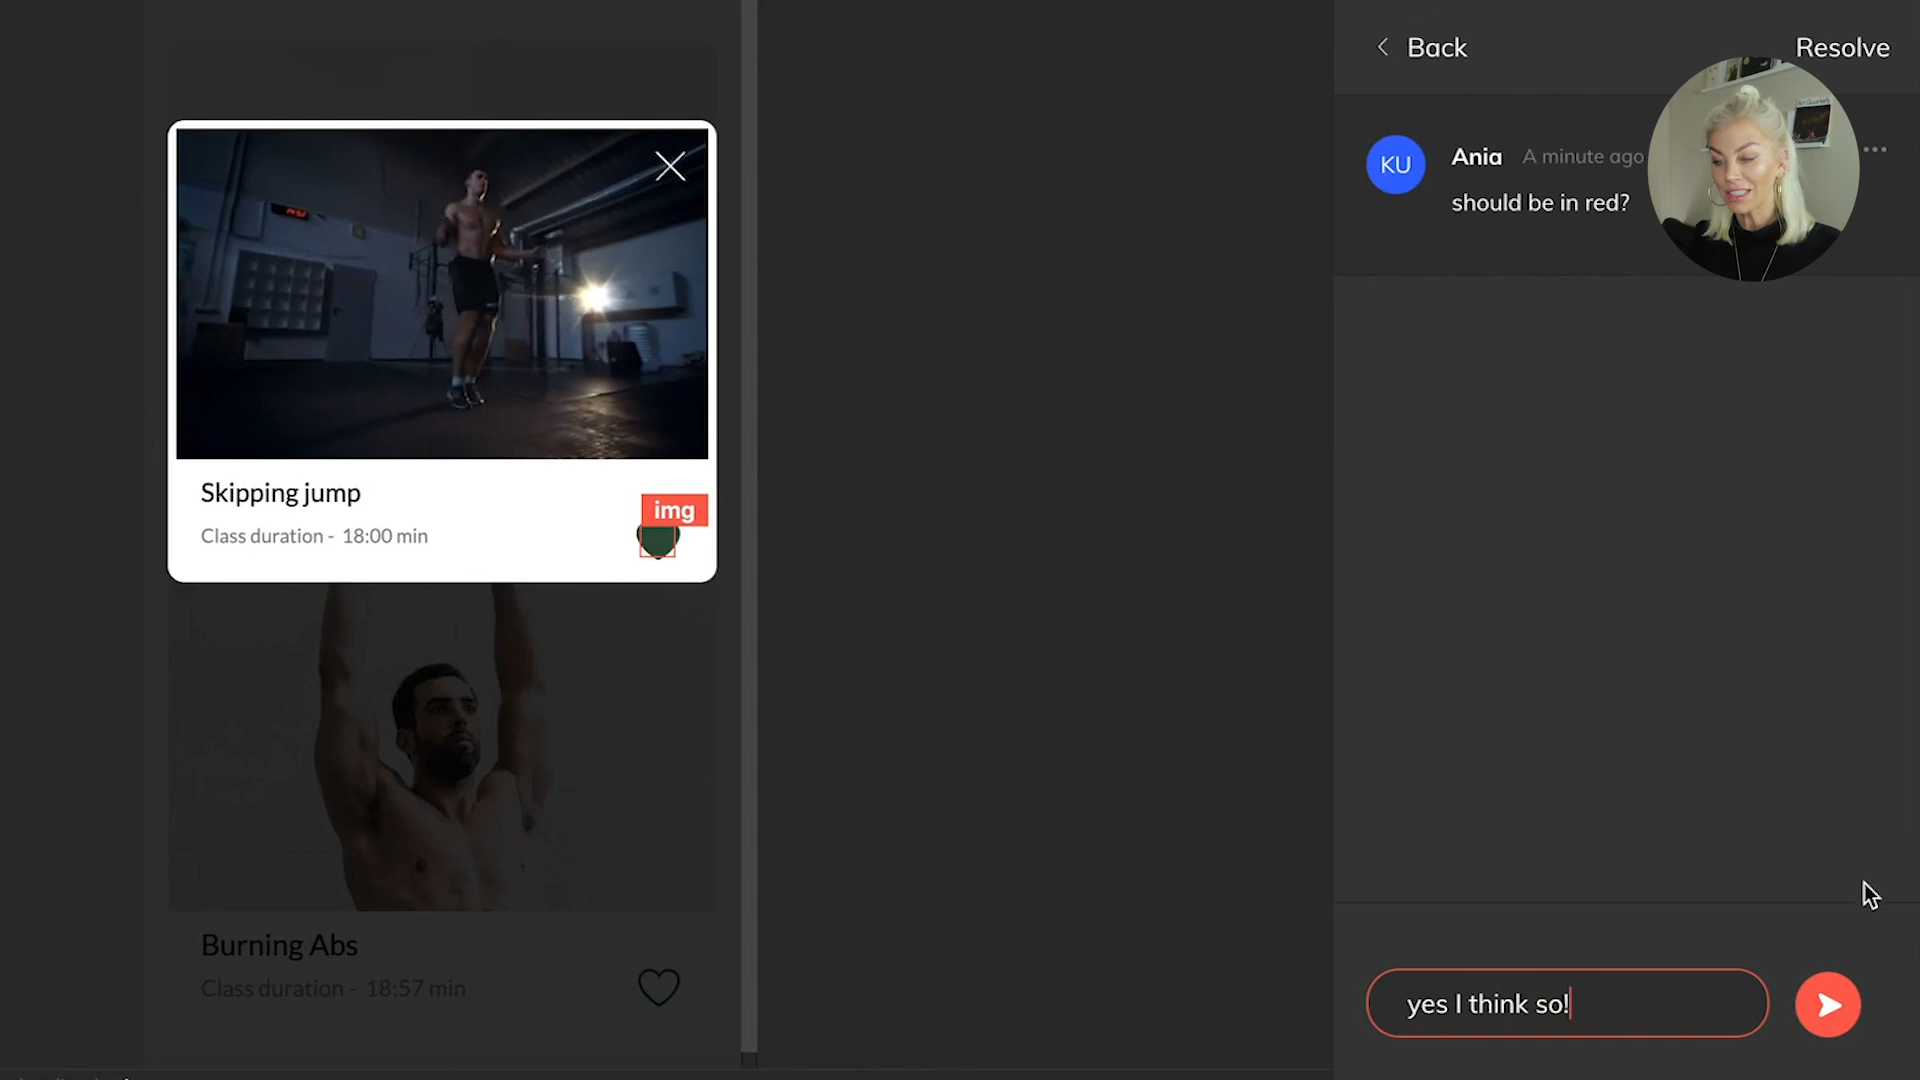 Back
Resolve
KU
Ania
A minute ago
should be in red?
Skipping jump
img
Class duration - 18:00 min
Burning Abs
Class duration - 18:57 min
yes I think so!